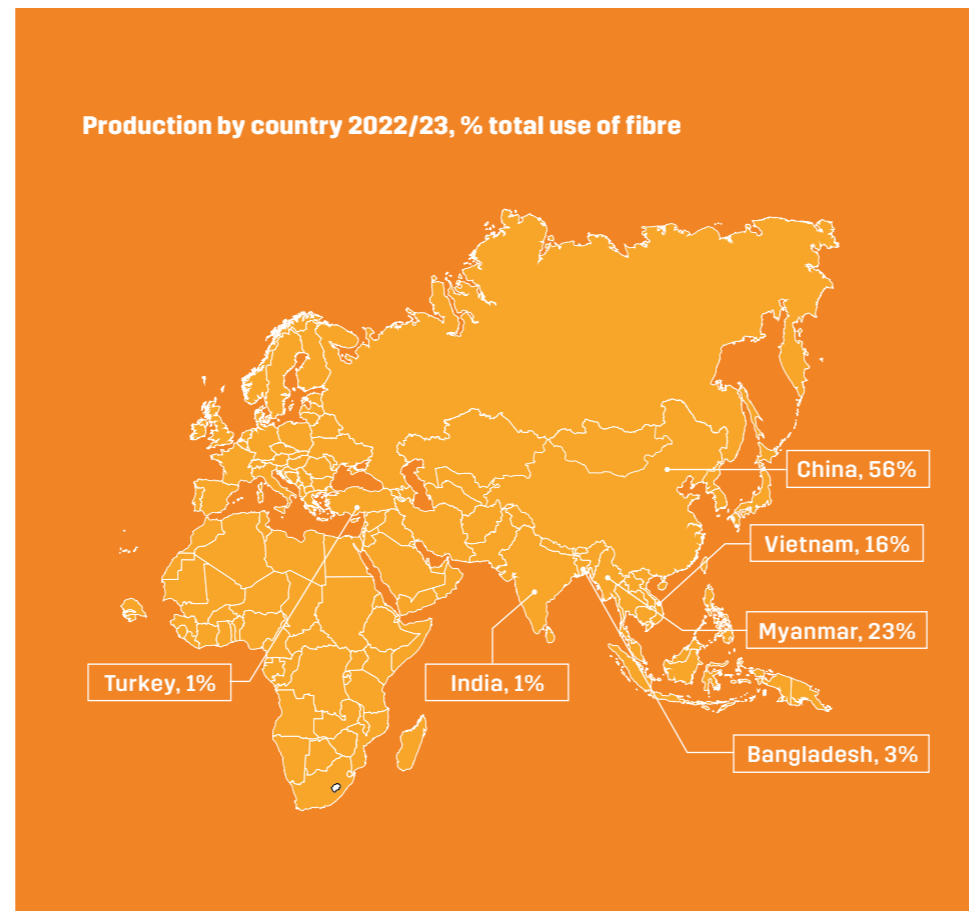 Production by country 2022/23, % total use of fibre
China, 56%
Vietnam, 16%
Myanmar, 23%
Turkey, 1%
India, 1%
Bangladesh, 3%